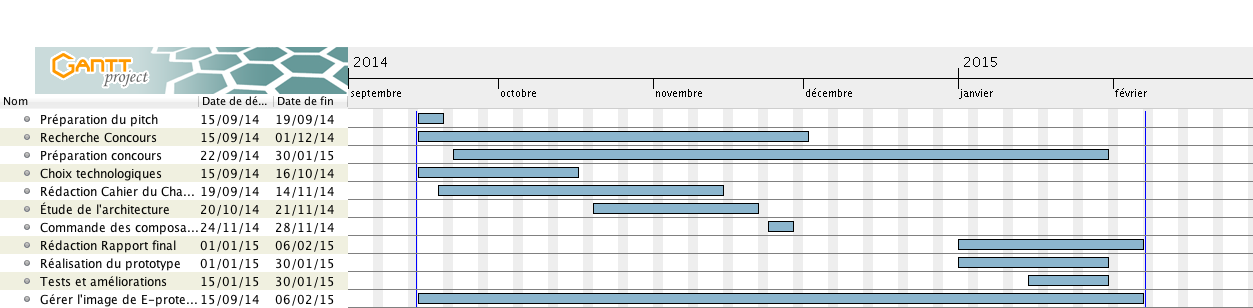 GANTT project
2014 2015
septembre octobre novembre décembre janvier février
Nom Date de dé... Date de fin
Préparation du pitch 15/09/14 19/09/14
Recherche Concours 15/09/14 01/12/14
Préparation concours 22/09/14 30/01/15
Choix technologiques 15/09/14 16/10/14
Rédaction Cahier du Cha... 19/09/14 14/11/14
Étude de l'architecture 20/10/14 21/11/14
Commande des composa... 24/11/14 28/11/14
Rédaction Rapport final 01/01/15 06/02/15
Réalisation du prototype 01/01/15 30/01/15
Tests et améliorations 15/01/15 30/01/15
Gérer l'image de E-prote... 15/09/14 06/02/15